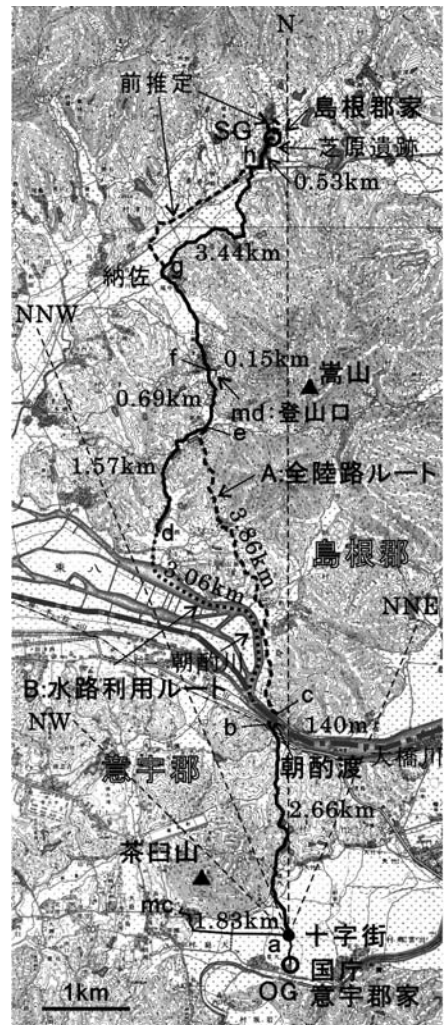 N
前推定
島根郡家
SG
芝原遺跡
h
0.53km
3.44km
g
納佐
NNW
f
0.15km
嵩山
0.69km
md:登山口
e
1.57km
A:全陸路ルート
d
3.86km
島根郡
3.06km
NNE
朝酌川
B:水路利用ルート
c
NW
b
140m
大橋川
意宇郡
朝酌渡
2.66km
茶臼山
mc
1.83km
十字街
a
国庁
OG
意宇郡家
1km